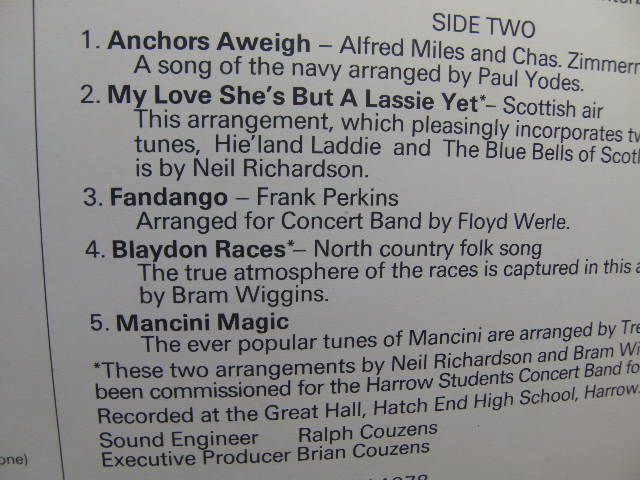 SIDE TWO
1. Anchors Aweigh – Alfred Miles and Chas.
A song of the navy arranged by Paul Yodes.
2. My Love She's But A Lassie Yet*– Scottish air
This arrangement, which pleasingly incorporates
tunes, Hie'land Laddie and The Blue Bells of
is by Neil Richardson.
3. Fandango – Frank Perkins
Arranged for Concert Band by Floyd Werle.
4. Blaydon Races*– North country folk song
The true atmosphere of the races is captured in this
by Bram Wiggins.
5. Mancini Magic
The ever popular tunes of Mancini are arranged by
*These two arrangements by Neil Richardson and Bram
been commissioned for the Harrow Students Concert Band
Recorded at the Great Hall, Hatch End High School, Harrow.
Sound Engineer Ralph Couzens
Executive Producer Brian Couzens
one)